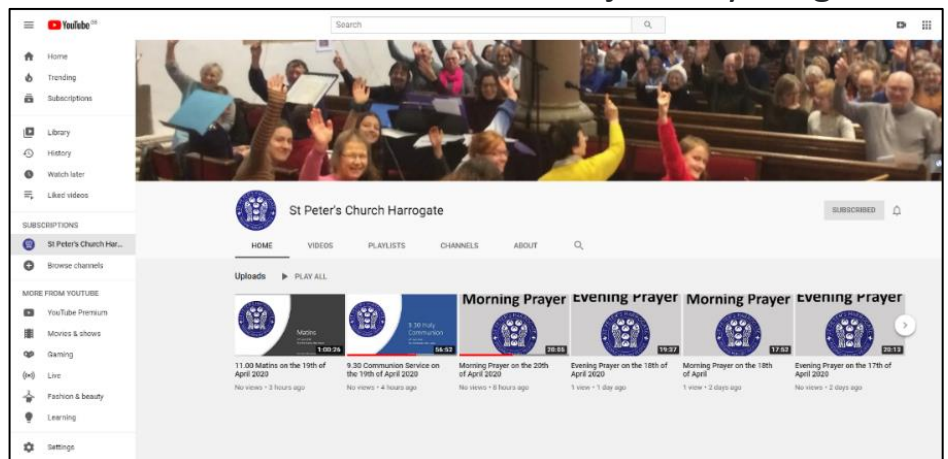 YouTube GB
Search
Home
Trending
Subscriptions
Library
History
Watch later
Liked videos
SUBSCRIPTIONS
St Peter's Church Har...
Browse channels
MORE FROM YOUTUBE
YouTube Premium
Movies & shows
Gaming
Live
Fashion & beauty
Learning
Settings
St Peter's Church Harrogate
SUBSCRIBED
HOME VIDEOS PLAYLISTS CHANNELS ABOUT
Uploads PLAY ALL
Matins
1:00:26
11.00 Matins on the 19th of
April 2020
No views • 3 hours ago
9.30
Communion
56:52
9.30 Communion Service on
the 19th of April 2020
No views • 4 hours ago
Morning Prayer
20:55
Morning Prayer on the 20th
of April 2020
No views • 6 hours ago
Evening Prayer
19:37
Evening Prayer on the 18th of
April 2020
1 view • 1 day ago
Morning Prayer
17:52
Morning Prayer on the 18th
of April
1 view • 2 days ago
Evening Prayer
20:13
Evening Prayer on the 17th of
April 2020
No views • 2 days ago